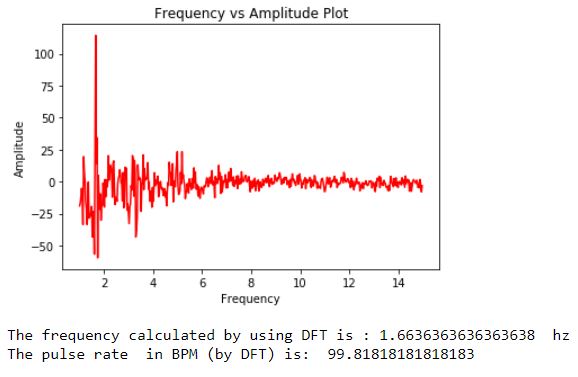 Frequency vs Amplitude Plot
100
75
50
25
0
−25
−50
Amplitude
2 4 6 8 10 12 14
Frequency
The frequency calculated by using DFT is : 1.6636363636363638  hz
The pulse rate  in BPM (by DFT) is:  99.81818181818183